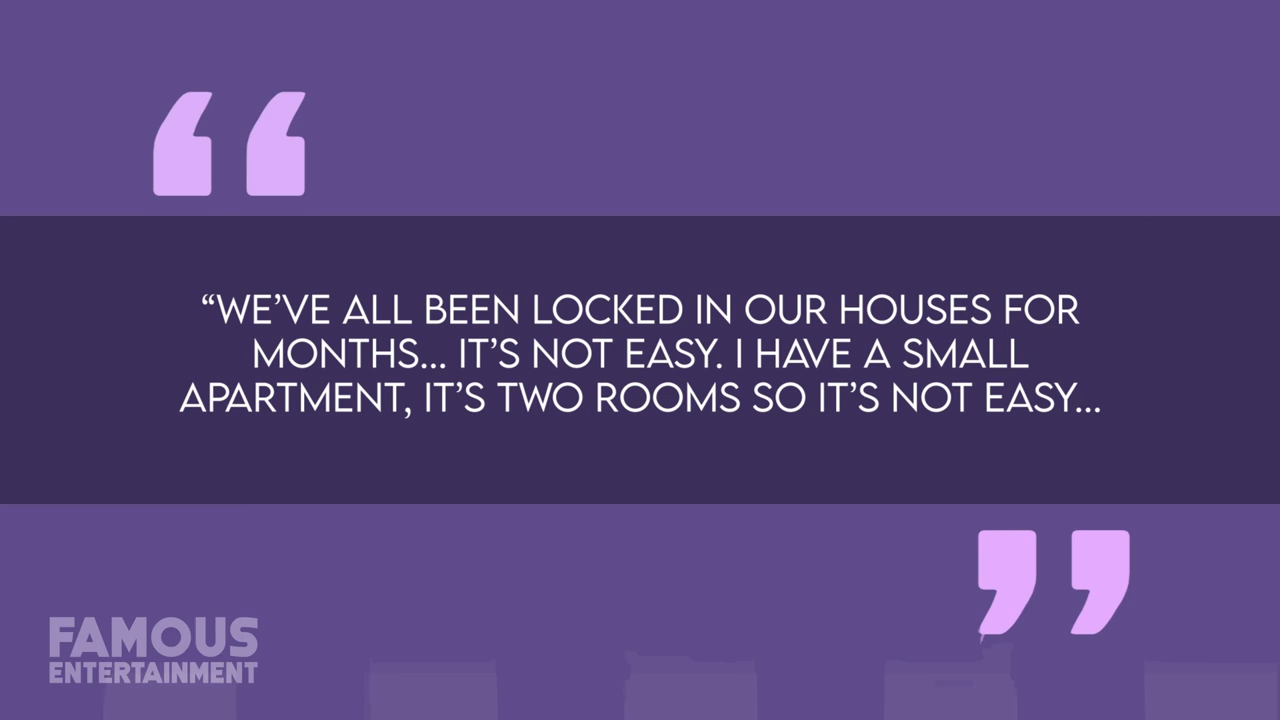 “WE’VE ALL BEEN LOCKED IN OUR HOUSES FOR
MONTHS... IT’S NOT EASY. I HAVE A SMALL
APARTMENT, IT’S TWO ROOMS SO IT’S NOT EASY...
FAMOUS
ENTERTAINMENT